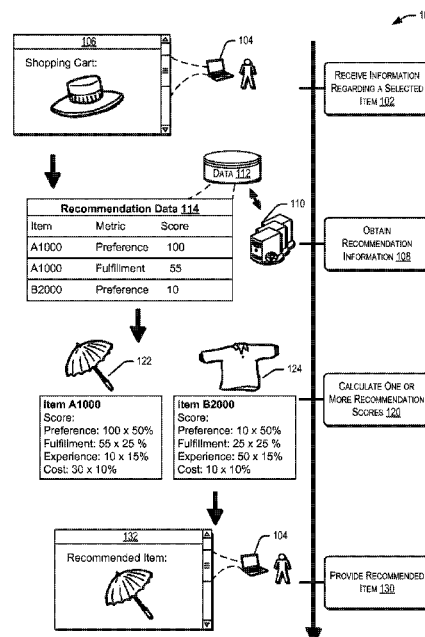 106
104
Shopping Cart:
RECEIVE INFORMATION
REGARDING A SELECTED
ITEM 102
DATA 112
110
Recommendation Data 114
Item Metric Score
A1000 Preference 100
A1000 Fulfillment 55
B2000 Preference 10
OBTAIN
RECOMMENDATION
INFORMATION 108
122
124
Item A1000
Score:
Preference: 100 x 50%
Fulfillment: 55 x 25 %
Experience: 10 x 15%
Cost: 30 x 10%
Item B2000
Score:
Preference: 10 x 50%
Fulfillment: 25 x 25 %
Experience: 50 x 15%
Cost: 10 x 10%
CALCULATE ONE OR
MORE RECOMMENDATION
SCORES 120
132
104
Recommended Item:
PROVIDE RECOMMENDED
ITEM 130